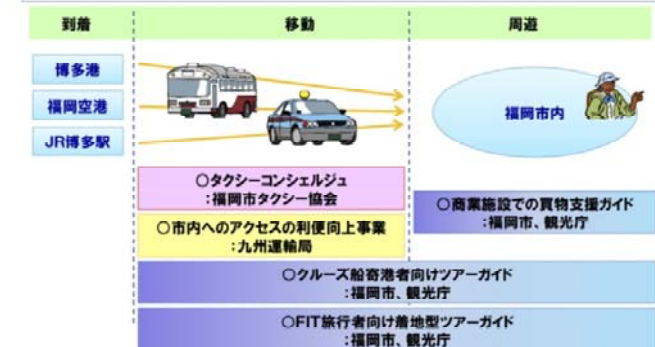 到着
移動
周遊
博多港
福岡空港
JR博多駅
福岡市内
○タクシーコンシェルジュ
:福岡市タクシー協会
○市内へのアクセスの利便向上事業
:九州運輸局
○商業施設での買物支援ガイド
:福岡市、観光庁
○クルーズ船寄港者向けツアーガイド
:福岡市、観光庁
○FIT旅行者向け着地型ツアーガイド
:福岡市、観光庁